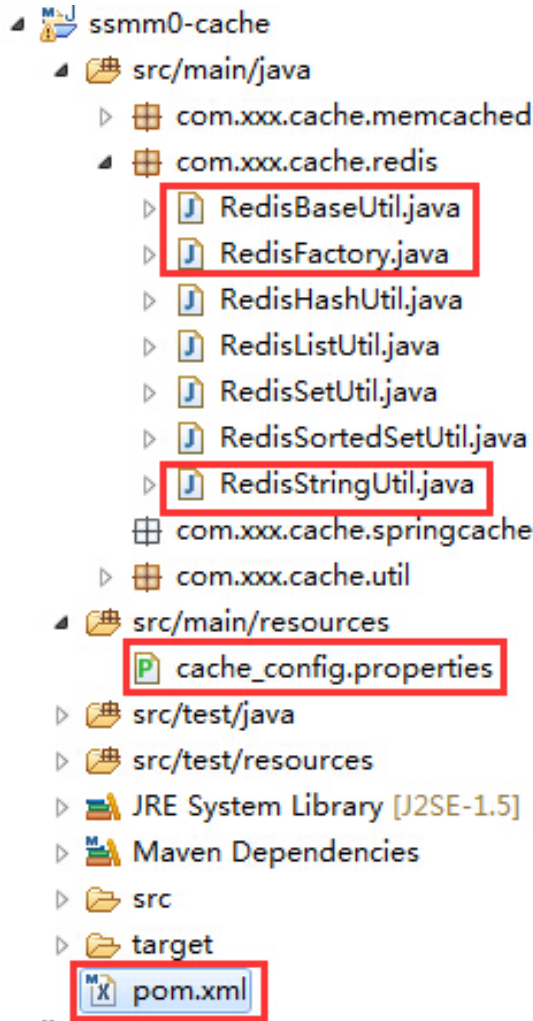 ssmm0-cache
src/main/java
com.xxx.cache.memcached
com.xxx.cache.redis
RedisBaseUtil.java
RedisFactory.java
RedisHashUtil.java
RedisListUtil.java
RedisSetUtil.java
RedisSortedSetUtil.java
RedisStringUtil.java
com.xxx.cache.springcache
com.xxx.cache.util
src/main/resources
cache_config.properties
src/test/java
src/test/resources
JRE System Library [J2SE-1.5]
Maven Dependencies
src
target
pom.xml